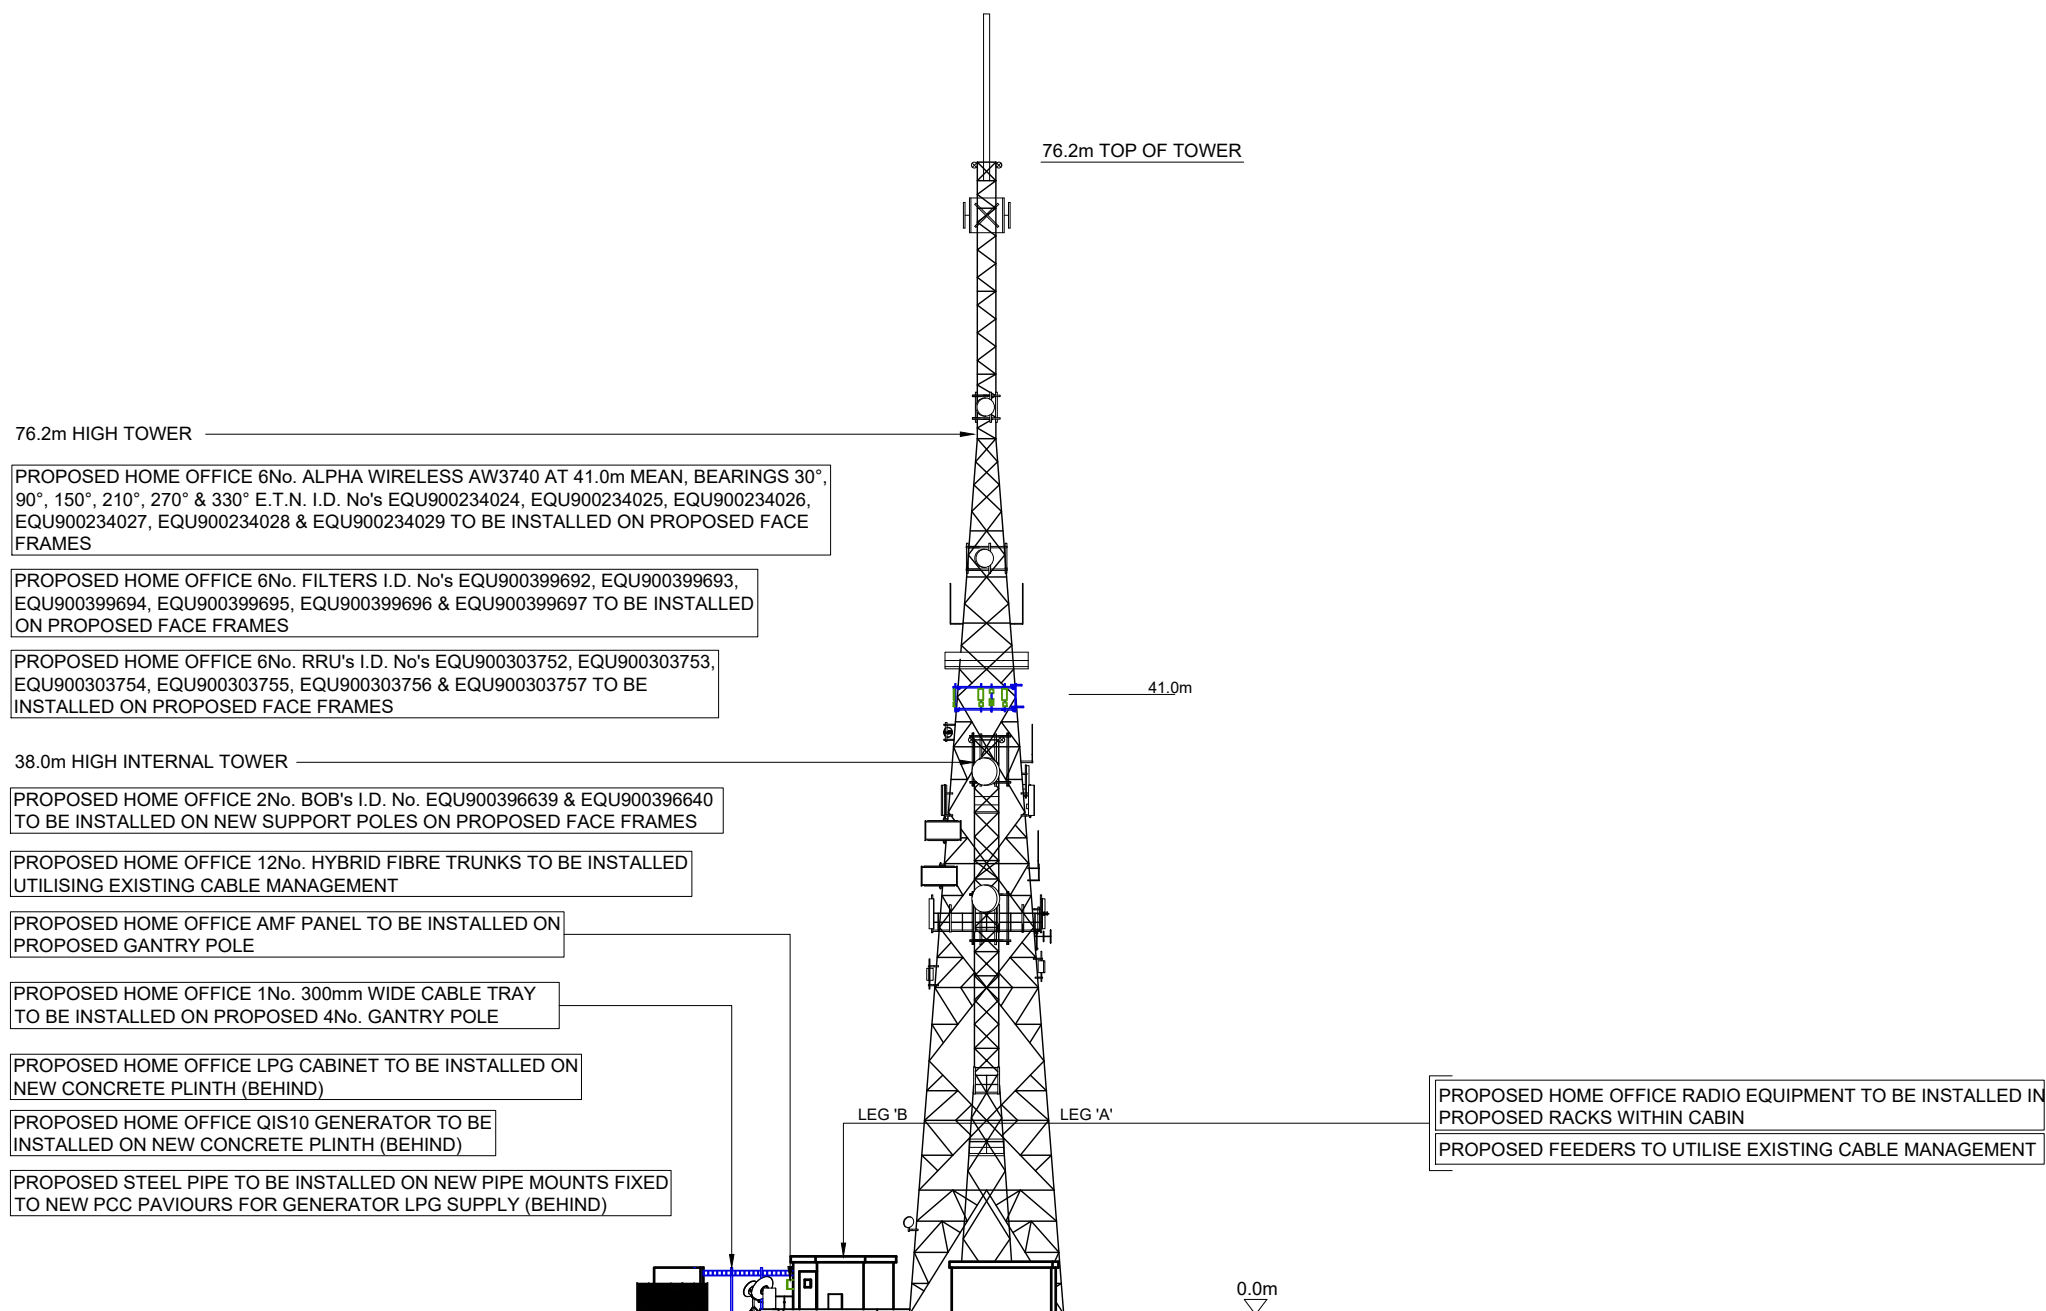 76.2m TOP OF TOWER
76.2m HIGH TOWER
PROPOSED HOME OFFICE 6No. ALPHA WIRELESS AW3740 AT 41.0m MEAN, BEARINGS 30°,
90°, 150°, 210°, 270° & 330° E.T.N. I.D. No's EQU900234024, EQU900234025, EQU900234026,
EQU900234027, EQU900234028 & EQU900234029 TO BE INSTALLED ON PROPOSED FACE
FRAMES
PROPOSED HOME OFFICE 6No. FILTERS I.D. No's EQU900399692, EQU900399693,
EQU900399694, EQU900399695, EQU900399696 & EQU900399697 TO BE INSTALLED
ON PROPOSED FACE FRAMES
PROPOSED HOME OFFICE 6No. RRU's I.D. No's EQU900303752, EQU900303753,
EQU900303754, EQU900303755, EQU900303756 & EQU900303757 TO BE
INSTALLED ON PROPOSED FACE FRAMES
41.0m
38.0m HIGH INTERNAL TOWER
PROPOSED HOME OFFICE 2No. BOB's I.D. No. EQU900396639 & EQU900396640
TO BE INSTALLED ON NEW SUPPORT POLES ON PROPOSED FACE FRAMES
PROPOSED HOME OFFICE 12No. HYBRID FIBRE TRUNKS TO BE INSTALLED
UTILISING EXISTING CABLE MANAGEMENT
PROPOSED HOME OFFICE AMF PANEL TO BE INSTALLED ON
PROPOSED GANTRY POLE
PROPOSED HOME OFFICE 1No. 300mm WIDE CABLE TRAY
TO BE INSTALLED ON PROPOSED 4No. GANTRY POLE
PROPOSED HOME OFFICE LPG CABINET TO BE INSTALLED ON
NEW CONCRETE PLINTH (BEHIND)
PROPOSED HOME OFFICE QIS10 GENERATOR TO BE
INSTALLED ON NEW CONCRETE PLINTH (BEHIND)
PROPOSED STEEL PIPE TO BE INSTALLED ON NEW PIPE MOUNTS FIXED
TO NEW PCC PAVIOURS FOR GENERATOR LPG SUPPLY (BEHIND)
LEG 'B
LEG 'A'
PROPOSED HOME OFFICE RADIO EQUIPMENT TO BE INSTALLED IN
PROPOSED RACKS WITHIN CABIN
PROPOSED FEEDERS TO UTILISE EXISTING CABLE MANAGEMENT
0.0m